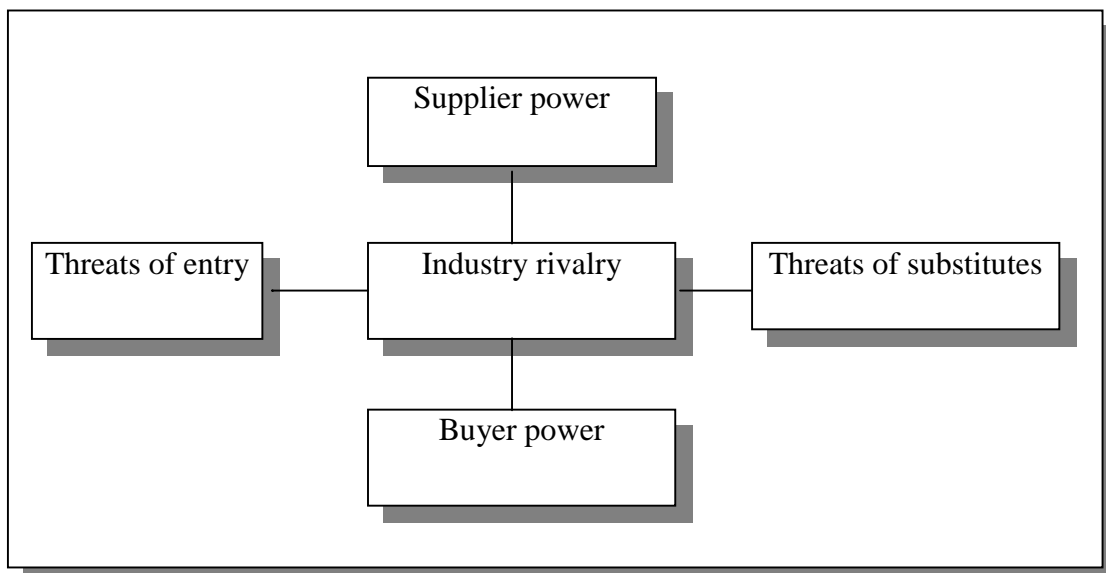 Supplier power
Threats of entry
Industry rivalry
Threats of substitutes
Buyer power